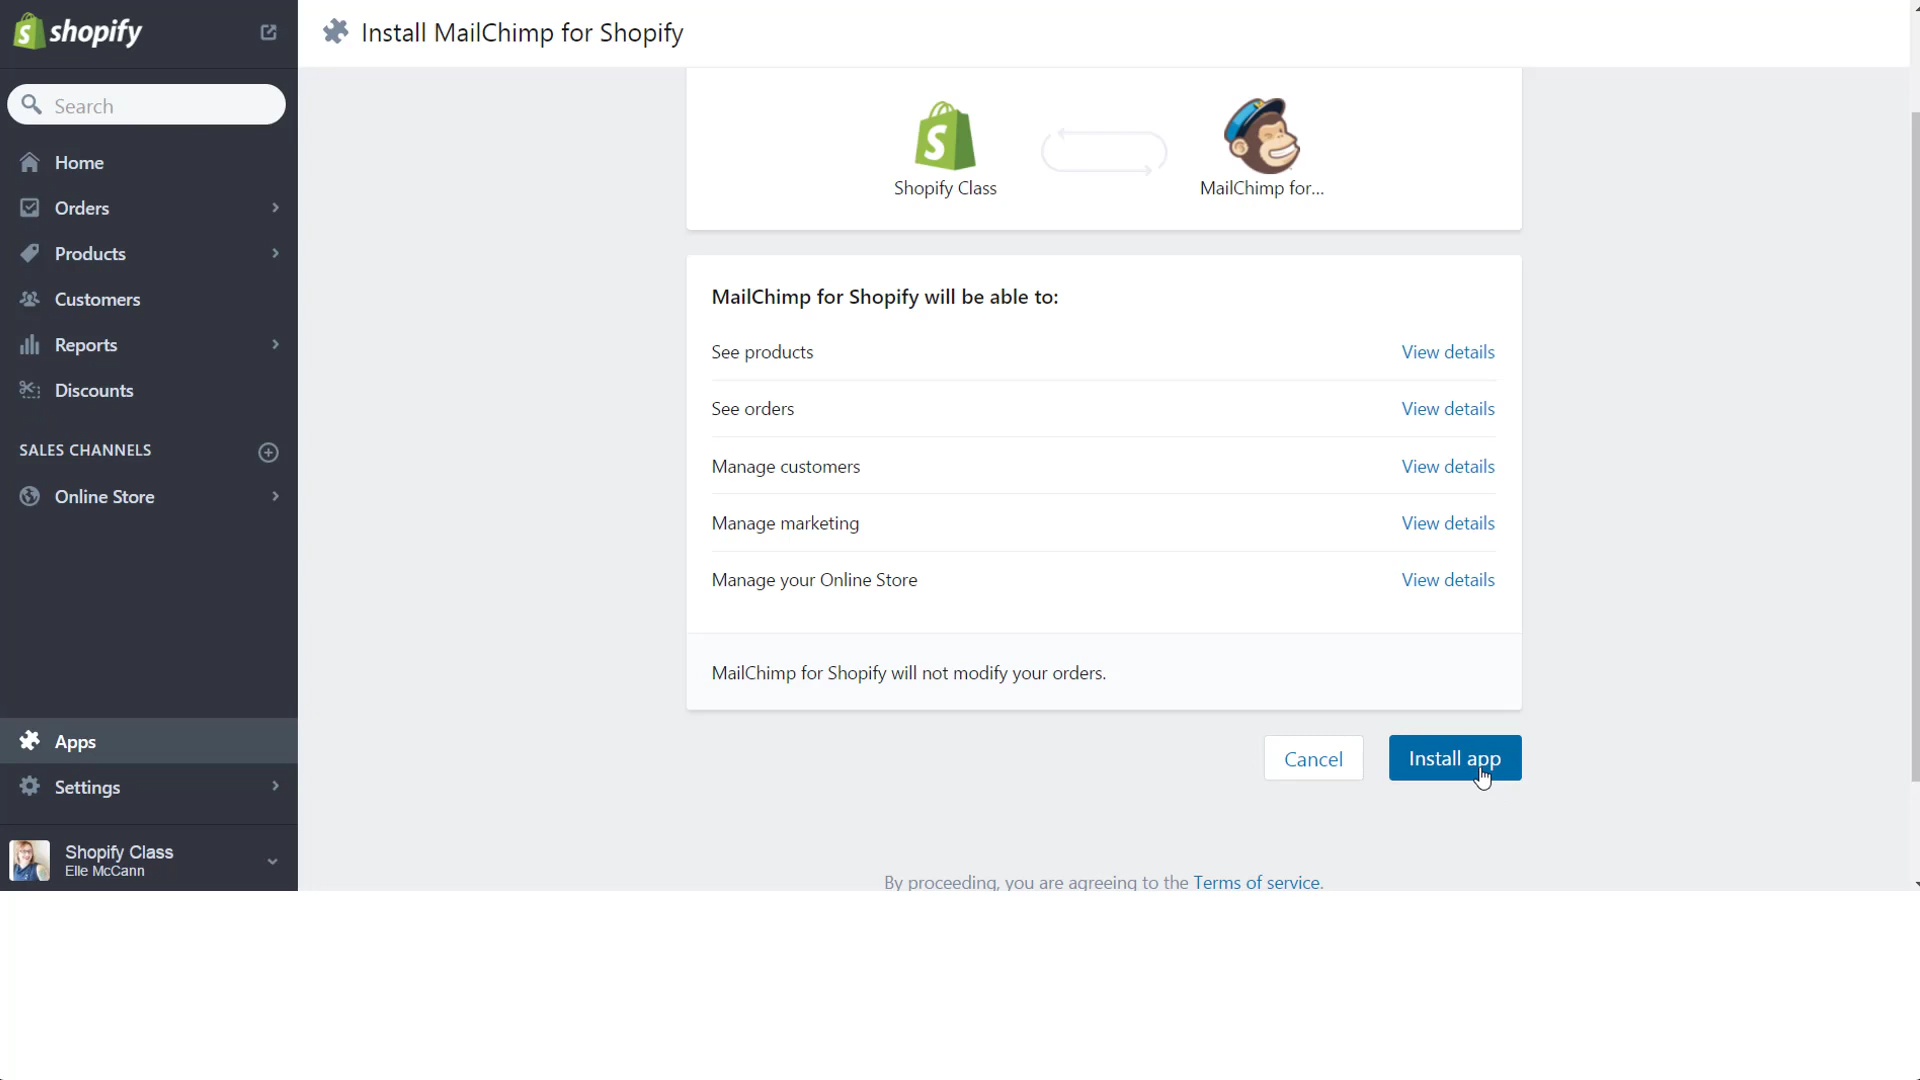 shopify
Search
Home
Orders
Products
Customers
Reports
Discounts
SALES CHANNELS
Online Store
Apps
Settings
Shopify Class
Elle McCann
Install MailChimp for Shopify
Shopify Class
MailChimp for...
MailChimp for Shopify will be able to:
See products View details
See orders View details
Manage customers View details
Manage marketing View details
Manage your Online Store View details
MailChimp for Shopify will not modify your orders.
Cancel Install app
By proceeding, you are agreeing to the Terms of service.